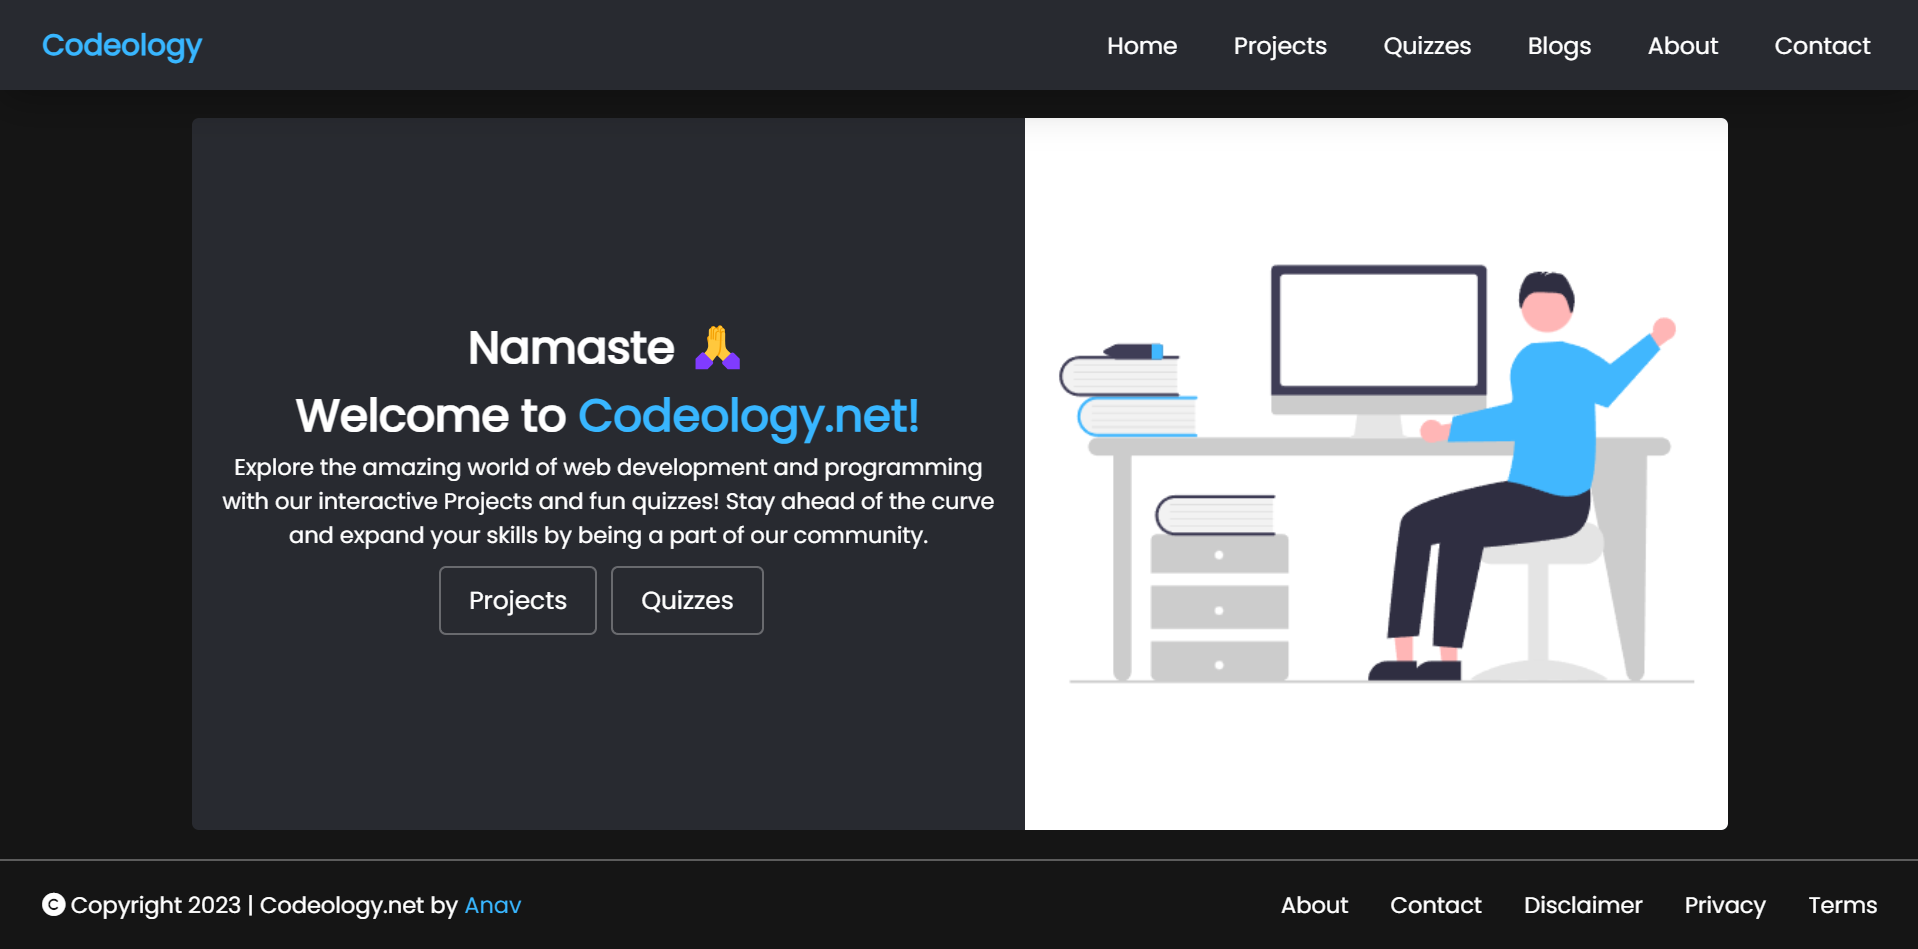 Codeology
Home Projects Quizzes Blogs About Contact
Namaste 🙏
Welcome to Codeology.net!
Explore the amazing world of web development and programming
with our interactive Projects and fun quizzes! Stay ahead of the curve
and expand your skills by being a part of our community.
Projects Quizzes
© Copyright 2023 | Codeology.net by Anav
About Contact Disclaimer Privacy Terms